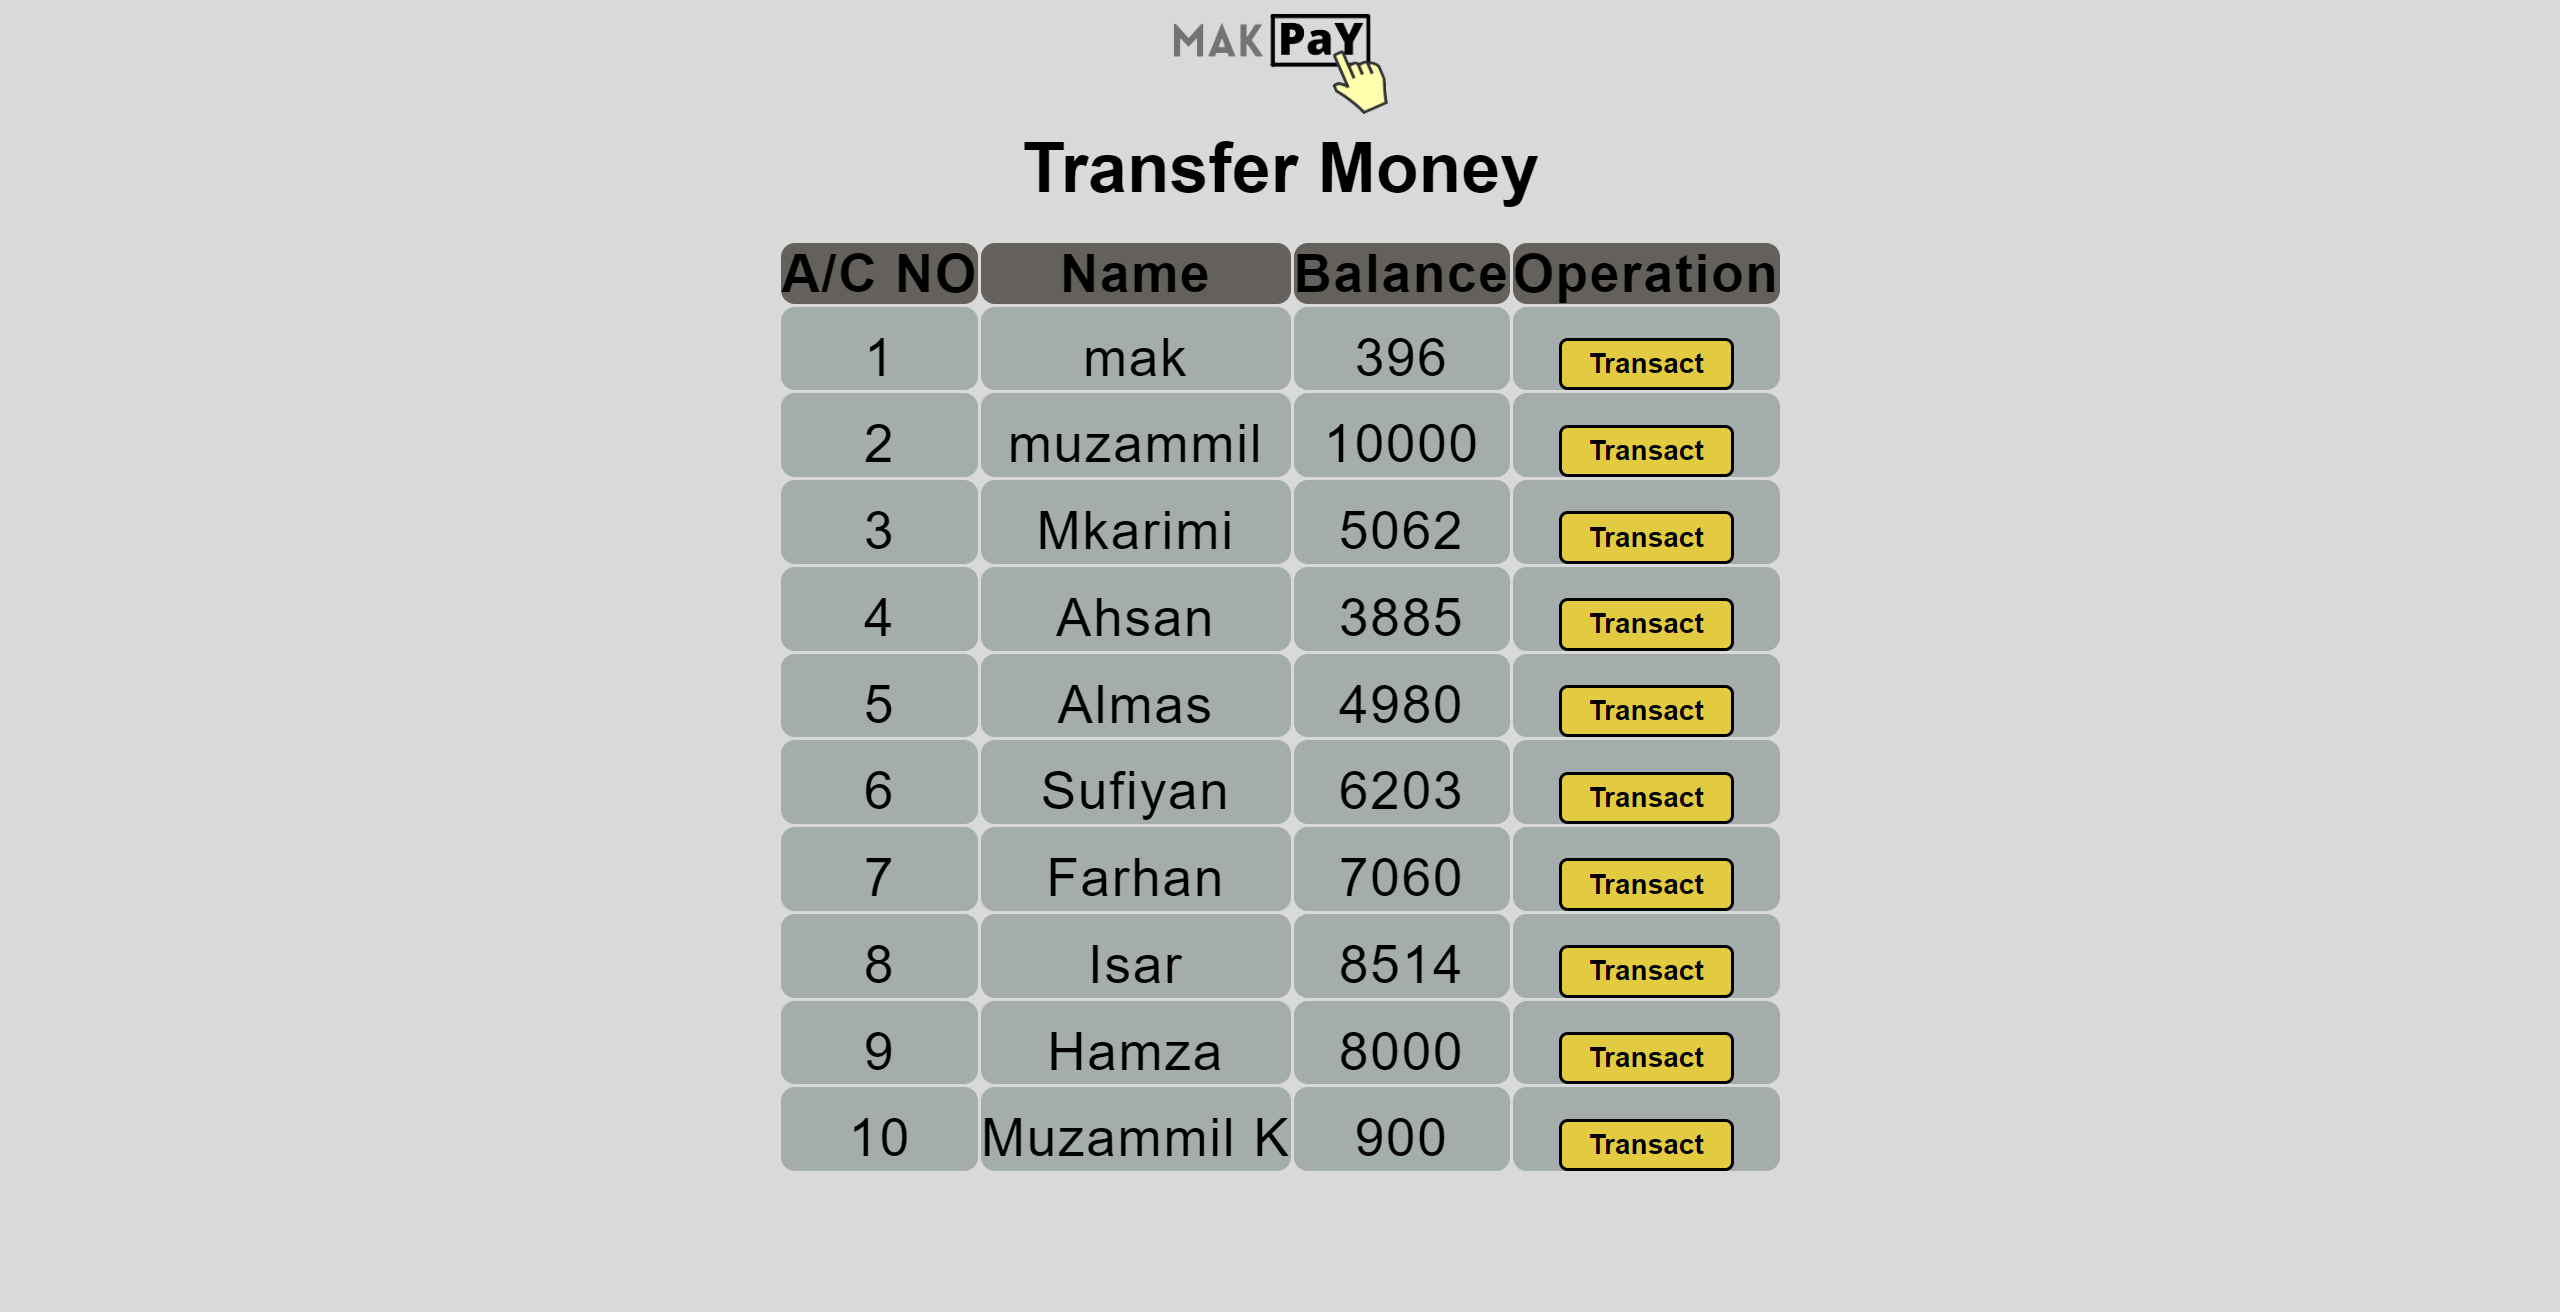 MAK PaY
Transfer Money
A/C NO Name Balance Operation
1 mak 396 Transact
2 muzammil 10000 Transact
3 Mkarimi 5062 Transact
4 Ahsan 3885 Transact
5 Almas 4980 Transact
6 Sufiyan 6203 Transact
7 Farhan 7060 Transact
8 Isar 8514 Transact
9 Hamza 8000 Transact
10 Muzammil K 900 Transact